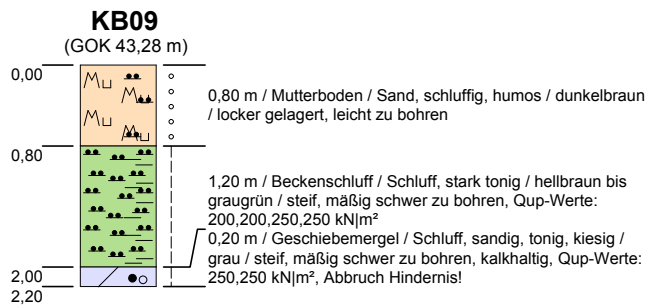 KB09
(GOK 43,28 m)
0,00
0,80 m / Mutterboden / Sand, schluffig, humos / dunkelbraun
/ locker gelagert, leicht zu bohren
0,80
1,20 m / Beckenschluff / Schluff, stark tonig / hellbraun bis
graugrün / steif, mäßig schwer zu bohren, Qup-Werte:
200,200,250,250 kN|m²
0,20 m / Geschiebemergel / Schluff, sandig, tonig, kiesig /
grau / steif, mäßig schwer zu bohren, kalkhaltig, Qup-Werte:
250,250 kN|m², Abbruch Hindernis!
2,00
2,20